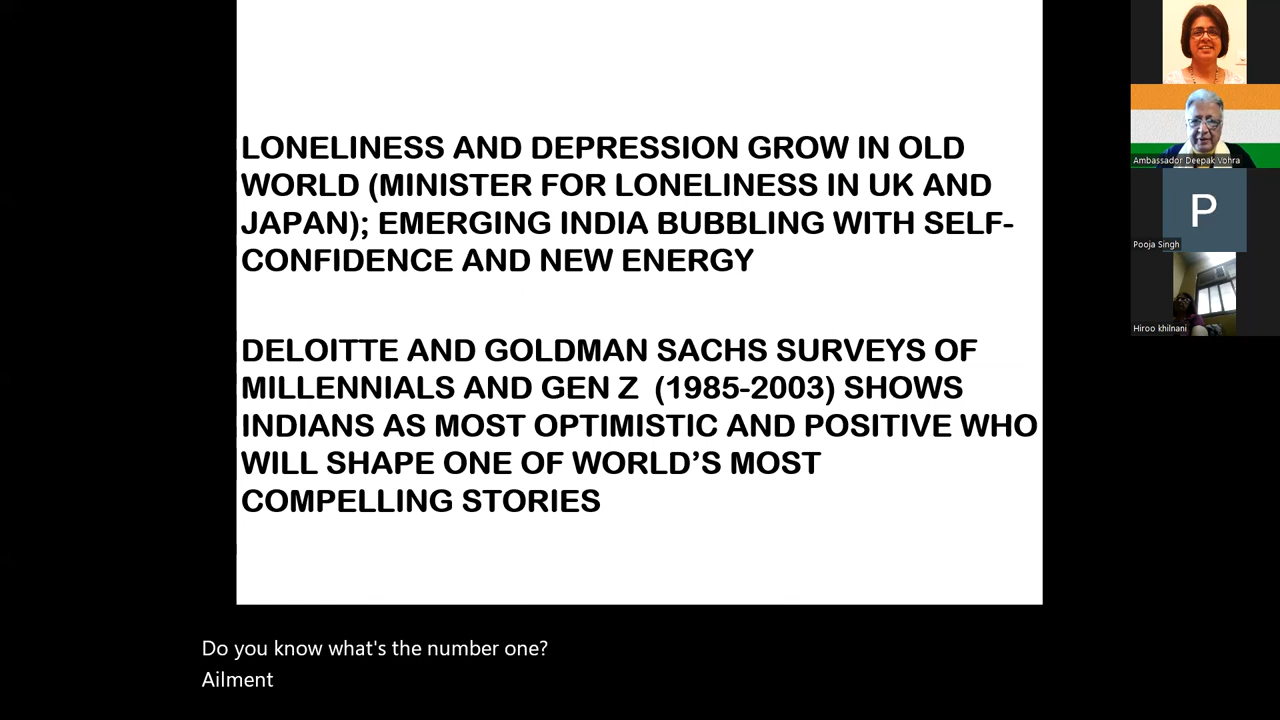 LONELINESS AND DEPRESSION GROW IN OLD
WORLD (MINISTER FOR LONELINESS IN UK AND
JAPAN); EMERGING INDIA BUBBLING WITH SELF-
CONFIDENCE AND NEW ENERGY
DELOITTE AND GOLDMAN SACHS SURVEYS OF
MILLENNIALS AND GEN Z (1985-2003) SHOWS
INDIANS AS MOST OPTIMISTIC AND POSITIVE WHO
WILL SHAPE ONE OF WORLD’S MOST
COMPELLING STORIES
Ambassador Deepak Vohra
P
Pooja Singh
Hiroo khilnani
Do you know what's the number one?
Ailment